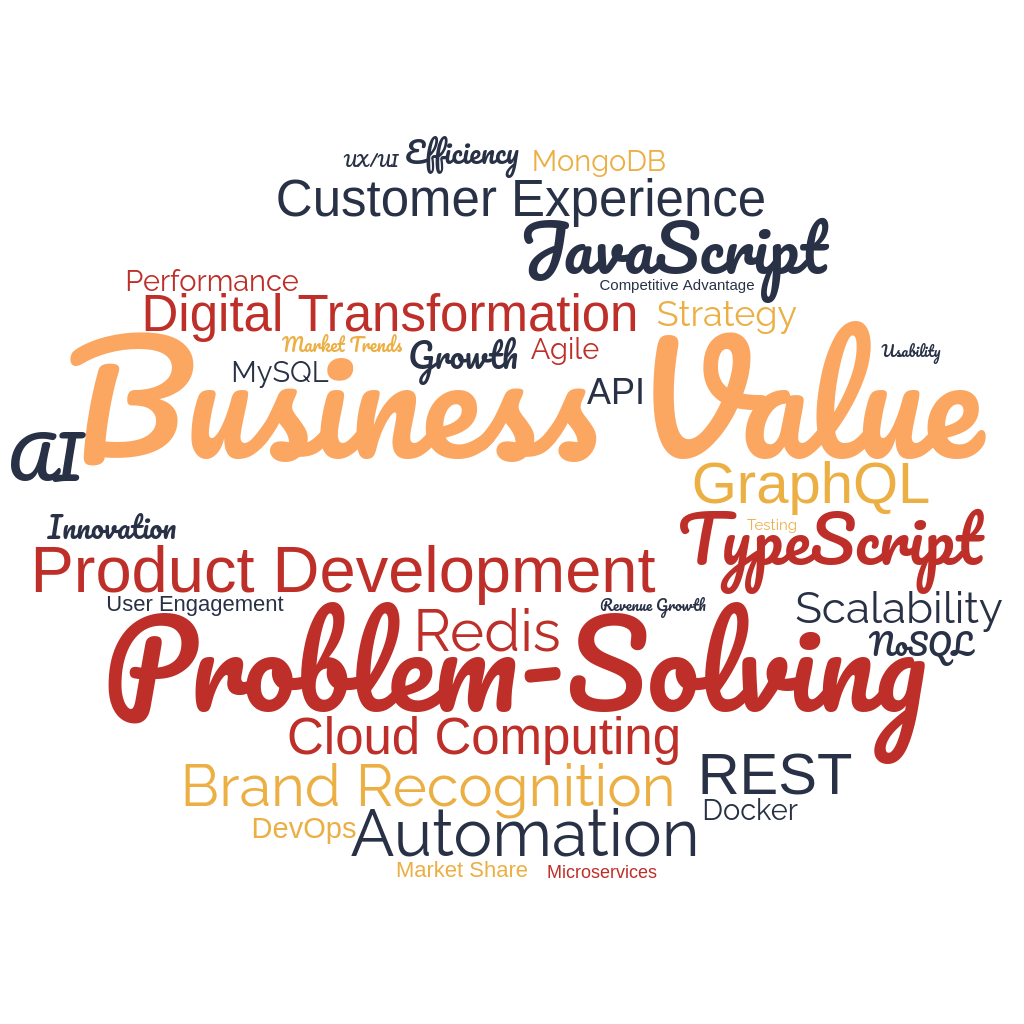 UX/UI
Efficiency
MongoDB
Customer Experience
JavaScript
Performance
Competitive Advantage
Digital Transformation
Strategy
Market Trends
Growth
Agile
Usability
MySQL
API
Business Value
AI
GraphQL
Innovation
Testing
TypeScript
Product Development
User Engagement
Revenue Growth
Scalability
Redis
NoSQL
Problem-Solving
Cloud Computing
REST
Brand Recognition
Docker
DevOps
Automation
Market Share
Microservices